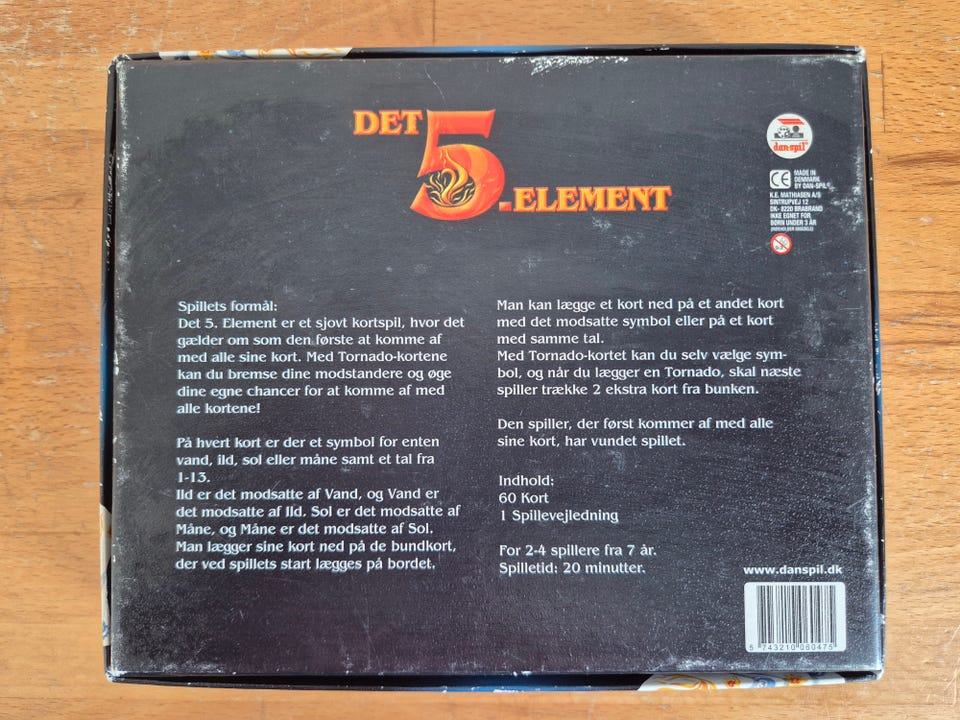 DET 5.ELEMENT
dan-spil®
CE MADE IN
DENMARK
BY DAN-SPIL®
K.E. MATHIASEN A/S
SINTRUPVEJ 12
DK- 8220 BRABRAND
IKKE EGNET FOR
BØRN UNDER 3 ÅR
Spillets formål:
Det 5. Element er et sjovt kortspil, hvor det
gælder om som den første at komme af
med alle sine kort. Med Tornado-kortene
kan du bremse dine modstandere og øge
dine egne chancer for at komme af med
alle kortene!
På hvert kort er der et symbol for enten
vand, ild, sol eller måne samt et tal fra
1-13.
Ild er det modsatte af Vand, og Vand er
det modsatte af Ild. Sol er det modsatte af
Måne, og Måne er det modsatte af Sol.
Man lægger sine kort ned på de bundkort,
der ved spillets start lægges på bordet.
Man kan lægge et kort ned på et andet kort
med det modsatte symbol eller på et kort
med samme tal.
Med Tornado-kortet kan du selv vælge sym-
bol, og når du lægger en Tornado, skal næste
spiller trække 2 ekstra kort fra bunken.
Den spiller, der først kommer af med alle
sine kort, har vundet spillet.
Indhold:
60 Kort
1 Spillevejledning
For 2-4 spillere fra 7 år.
Spilletid: 20 minutter.
www.danspil.dk
5 743210 060475